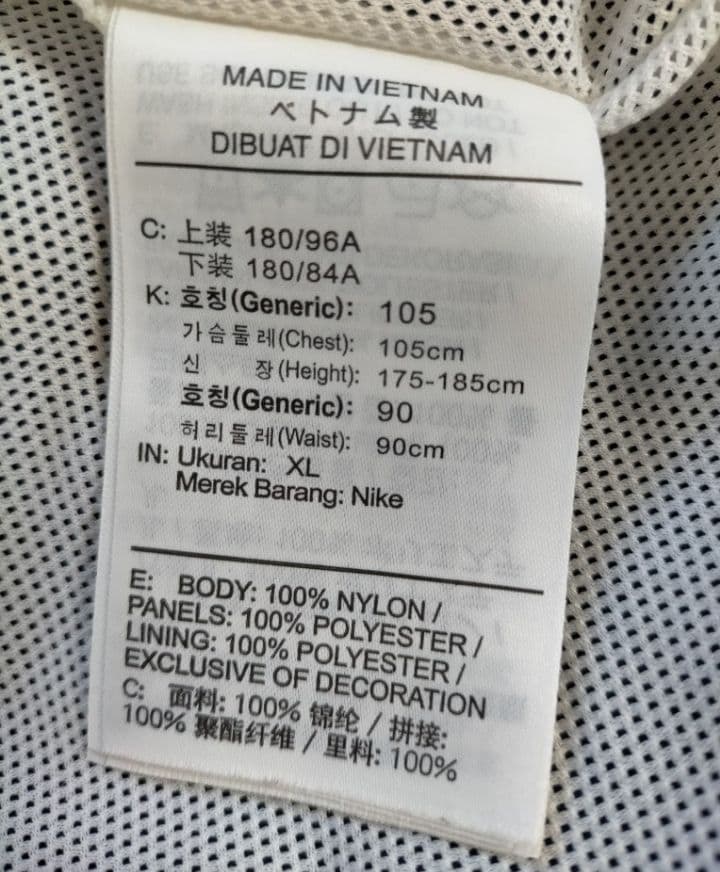 MADE IN VIETNAM
ベトナム製
DIBUAT DI VIETNAM
C: 上装 180/96A
下装 180/84A
K: 호칭(Generic): 105
가슴둘레(Chest): 105cm
신 장(Height): 175-185cm
호칭(Generic): 90
허리둘레(Waist): 90cm
IN: Ukuran: XL
Merek Barang: Nike
E: BODY: 100% NYLON /
PANELS: 100% POLYESTER /
LINING: 100% POLYESTER /
EXCLUSIVE OF DECORATION
C: 面料: 100% 锦纶 / 拼接:
100% 聚酯纤维 / 里料: 100%